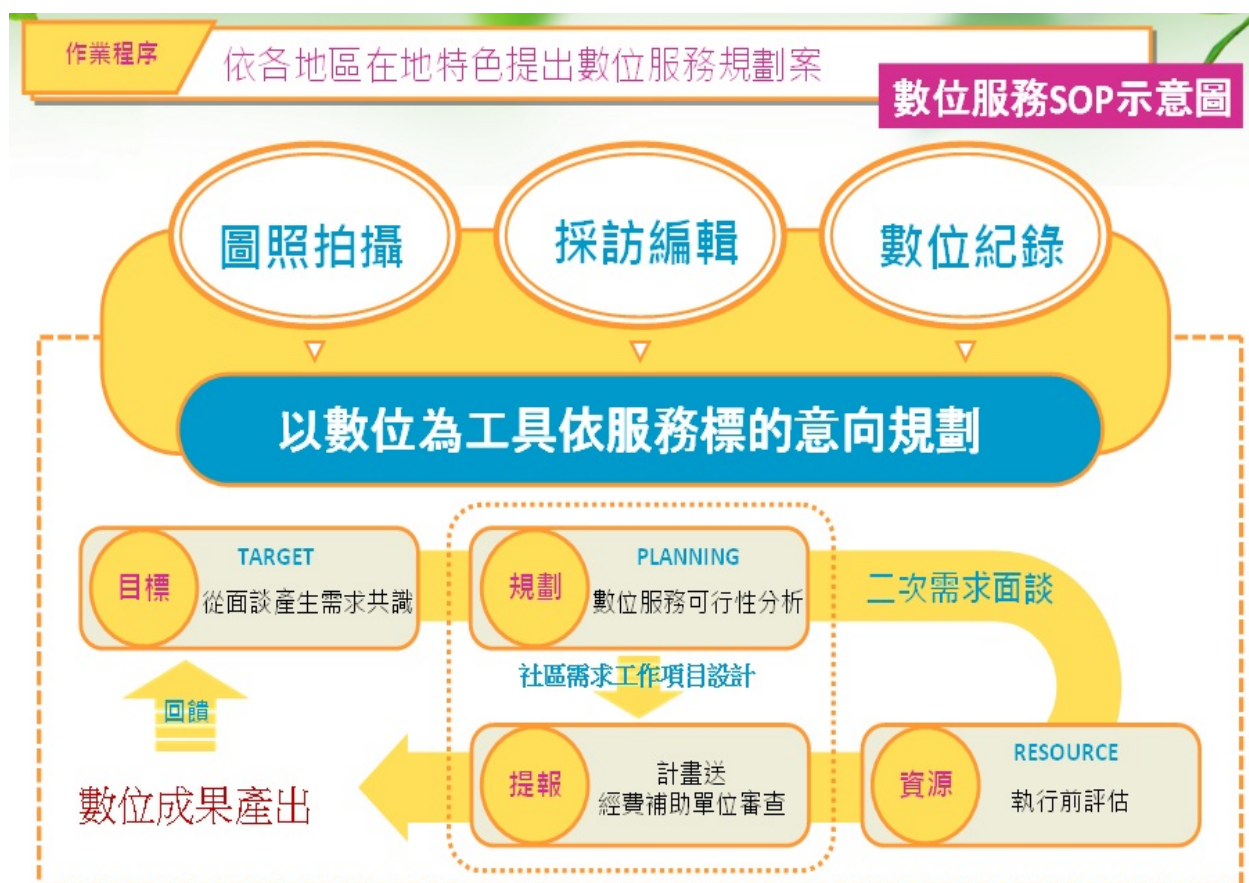 作業程序
依各地區在地特色提出數位服務規劃案
數位服務SOP示意圖
圖照拍攝
採訪編輯
數位紀錄
以數位為工具依服務標的意向規劃
目標
TARGET
從面談產生需求共識
規劃
PLANNING
數位服務可行性分析
二次需求面談
社區需求工作項目設計
回饋
數位成果產出
提報
計畫送
經費補助單位審查
資源
RESOURCE
執行前評估